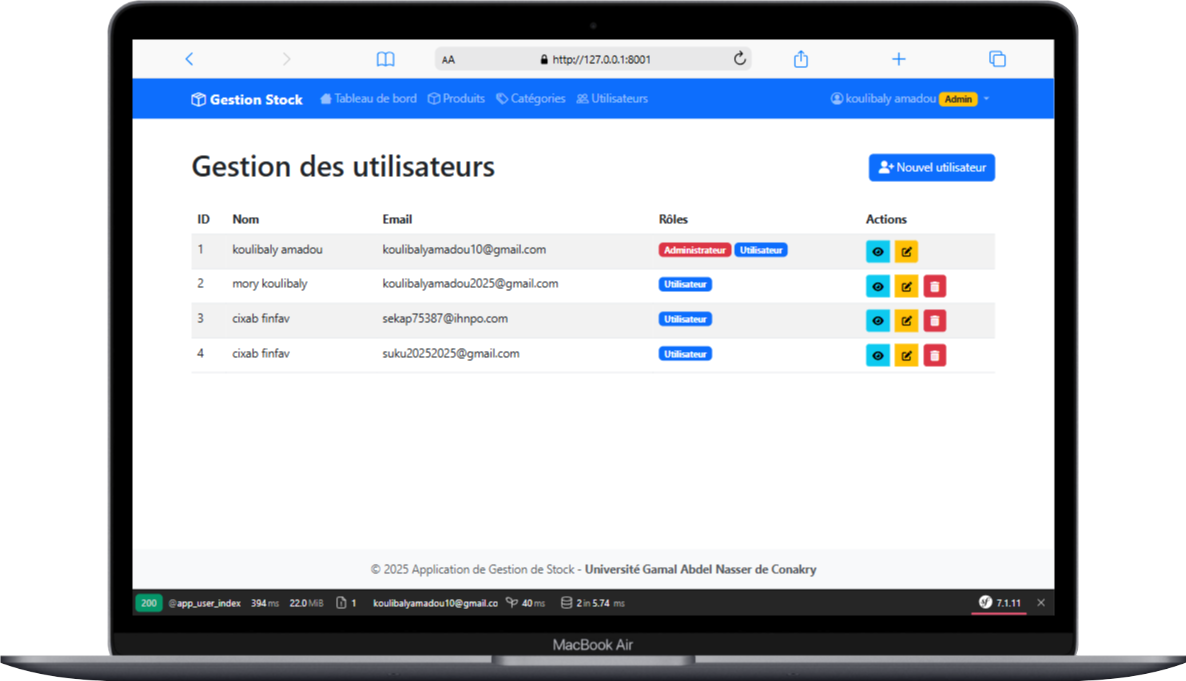 AA http://127.0.0.1:8001
Gestion Stock Tableau de bord Produits Catégories Utilisateurs koulibaly amadou Admin
Gestion des utilisateurs
Nouvel utilisateur
ID Nom Email Rôles Actions
1 koulibaly amadou koulibalyamadou10@gmail.com Administrateur Utilisateur
2 mory koulibaly koulibalyamadou2025@gmail.com Utilisateur
3 cixab finfav sekap75387@ihnpo.com Utilisateur
4 cixab finfav suku20252025@gmail.com Utilisateur
© 2025 Application de Gestion de Stock - Université Gamal Abdel Nasser de Conakry
200 @app_user_index 394 ms 22.0 MiB 1 koulibalyamadou10@gmail.co 40 ms 2 in 5.74 ms 7.1.11
MacBook Air